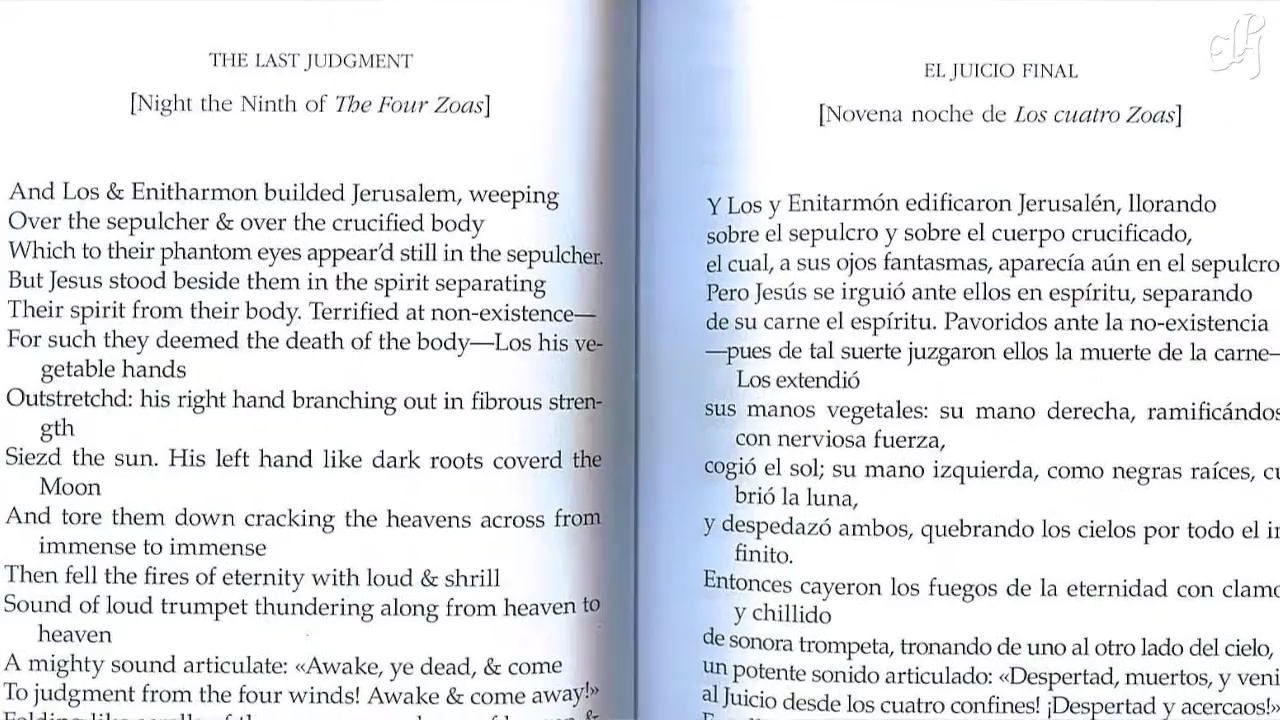 THE LAST JUDGMENT
[Night the Ninth of The Four Zoas]
And Los & Enitharmon builded Jerusalem, weeping
Over the sepulcher & over the crucified body
Which to their phantom eyes appear'd still in the sepulcher.
But Jesus stood beside them in the spirit separating
Their spirit from their body. Terrified at non-existence—
For such they deemed the death of the body—Los his ve-
getable hands
Outstretchd: his right hand branching out in fibrous stren-
gth
Siezd the sun. His left hand like dark roots coverd the
Moon
And tore them down cracking the heavens across from
immense to immense
Then fell the fires of eternity with loud & shrill
Sound of loud trumpet thundering along from heaven to
heaven
A mighty sound articulate: «Awake, ye dead, & come
To judgment from the four winds! Awake & come away!»
EL JUICIO FINAL
[Novena noche de Los cuatro Zoas]
Y Los y Enitarmón edificaron Jerusalén, llorando
sobre el sepulcro y sobre el cuerpo crucificado,
el cual, a sus ojos fantasmas, aparecía aún en el sepulcro
Pero Jesús se irguió ante ellos en espíritu, separando
de su carne el espíritu. Pavoridos ante la no-existencia
—pues de tal suerte juzgaron ellos la muerte de la carne—
Los extendió
sus manos vegetales: su mano derecha, ramificándos
con nerviosa fuerza,
cogió el sol; su mano izquierda, como negras raíces, cu
brió la luna,
y despedazó ambos, quebrando los cielos por todo el in
finito.
Entonces cayeron los fuegos de la eternidad con clamo
y chillido
de sonora trompeta, tronando de uno al otro lado del cielo,
un potente sonido articulado: «Despertad, muertos, y veni
al Juicio desde los cuatro confines! ¡Despertad y acercaos!»